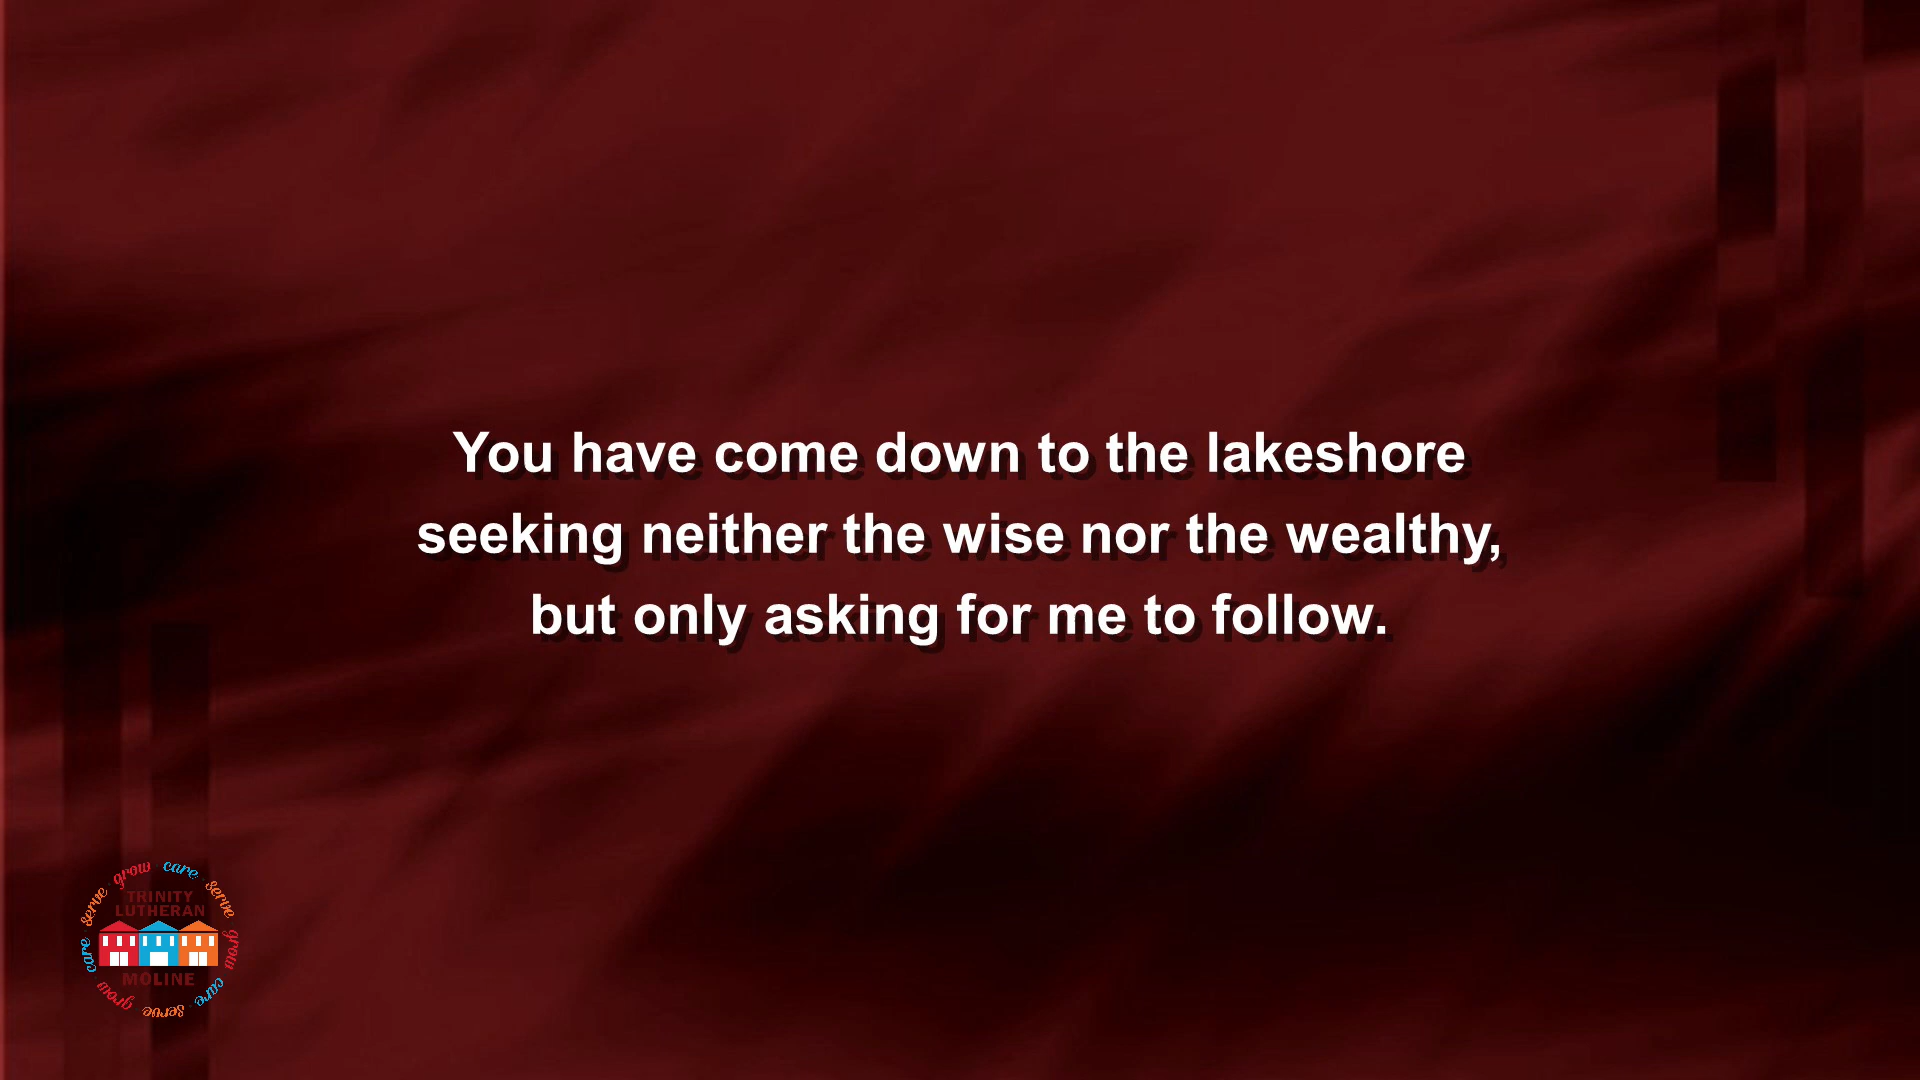 You have come down to the lakeshore
seeking neither the wise nor the wealthy,
but only asking for me to follow.
grow care serve grow care serve grow care serve
TRINITY
LUTHERAN
MOLINE